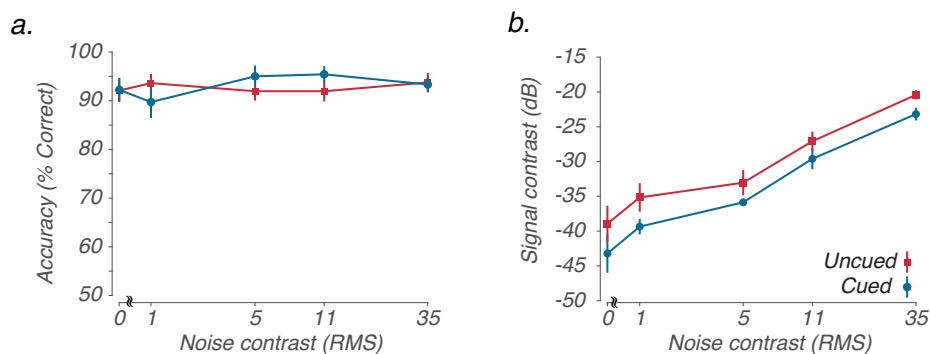 a.
100
90
80
90
60
50
Accuracy (% Correct)
0 1 5 11 35
Noise contrast (RMS)
b.
-15
-20
-25
-30
-35
-40
-45
-50
Signal contrast (dB)
Uncued
Cued
0 1 5 11 35
Noise contrast (RMS)